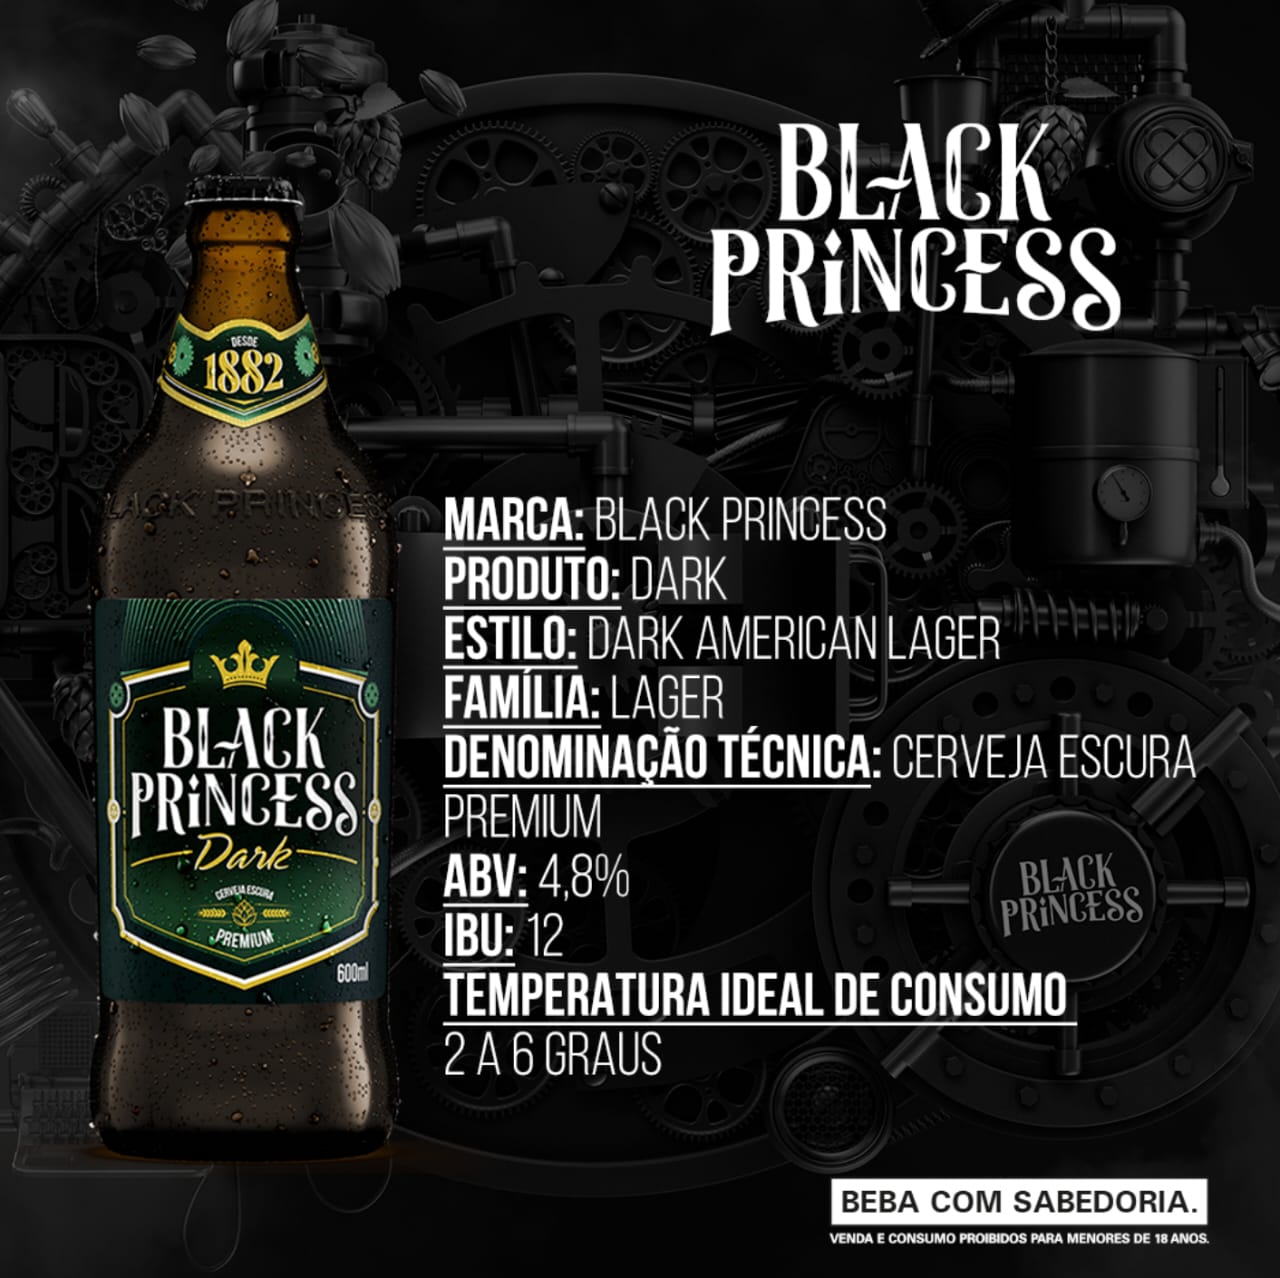 BLACK
PRINCESS
DESDE
1882
BLACK PRINCESS
MARCA: BLACK PRINCESS
PRODUTO: DARK
ESTILO: DARK AMERICAN LAGER
FAMÍLIA: LAGER
DENOMINAÇÃO TÉCNICA: CERVEJA ESCURA
PREMIUM
ABV: 4,8%
IBU: 12
TEMPERATURA IDEAL DE CONSUMO
2 A 6 GRAUS
BLACK
PRINCESS
Dark
CERVEJA ESCURA
PREMIUM
600ml
BLACK
PRINCESS
BEBA COM SABEDORIA.
VENDA E CONSUMO PROIBIDOS PARA MENORES DE 18 ANOS.